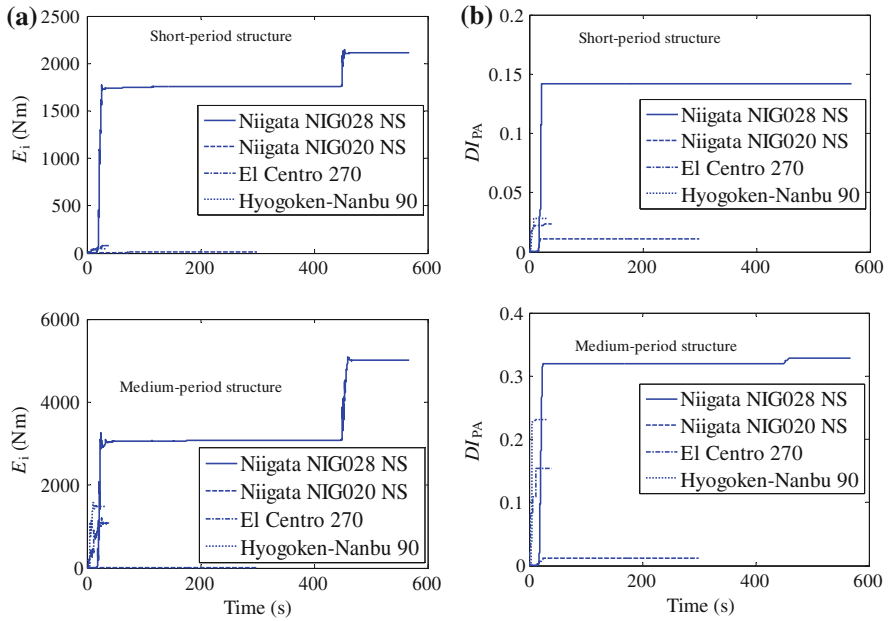 (a)
2500
2000
1500
1000
500
0
E_i (Nm)
Short-period structure
Niigata NIG028 NS
Niigata NIG020 NS
El Centro 270
Hyogoken-Nanbu 90
0 200 400 600
(b)
0.2
0.15
0.1
0.05
0
DI_PA
Short-period structure
Niigata NIG028 NS
Niigata NIG020 NS
El Centro 270
Hyogoken-Nanbu 90
0 200 400 600
6000
4000
2000
0
E_i (Nm)
Medium-period structure
Niigata NIG028 NS
Niigata NIG020 NS
El Centro 270
Hyogoken-Nanbu 90
0 200 400 600
Time (s)
0.4
0.3
0.2
0.1
0
DI_PA
Medium-period structure
Niigata NIG028 NS
Niigata NIG020 NS
El Centro 270
Hyogoken-Nanbu 90
0 200 400 600
Time (s)